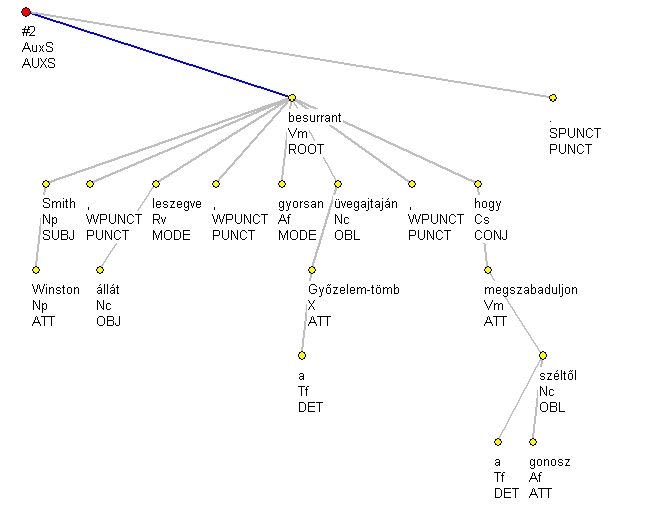 #2
AuxS
AUXS
besurrant
Vm
ROOT
.
SPUNCT
PUNCT
Smith
Np
SUBJ
,
WPUNCT
PUNCT
leszegve
Rv
MODE
,
WPUNCT
PUNCT
gyorsan
Af
MODE
üvegajtaján
Nc
OBL
,
WPUNCT
PUNCT
hogy
Cs
CONJ
Winston
Np
ATT
állát
Nc
OBJ
Győzelem-tömb
X
ATT
megszabaduljon
Vm
ATT
a
Tf
DET
széltől
Nc
OBL
a
Tf
DET
gonosz
Af
ATT